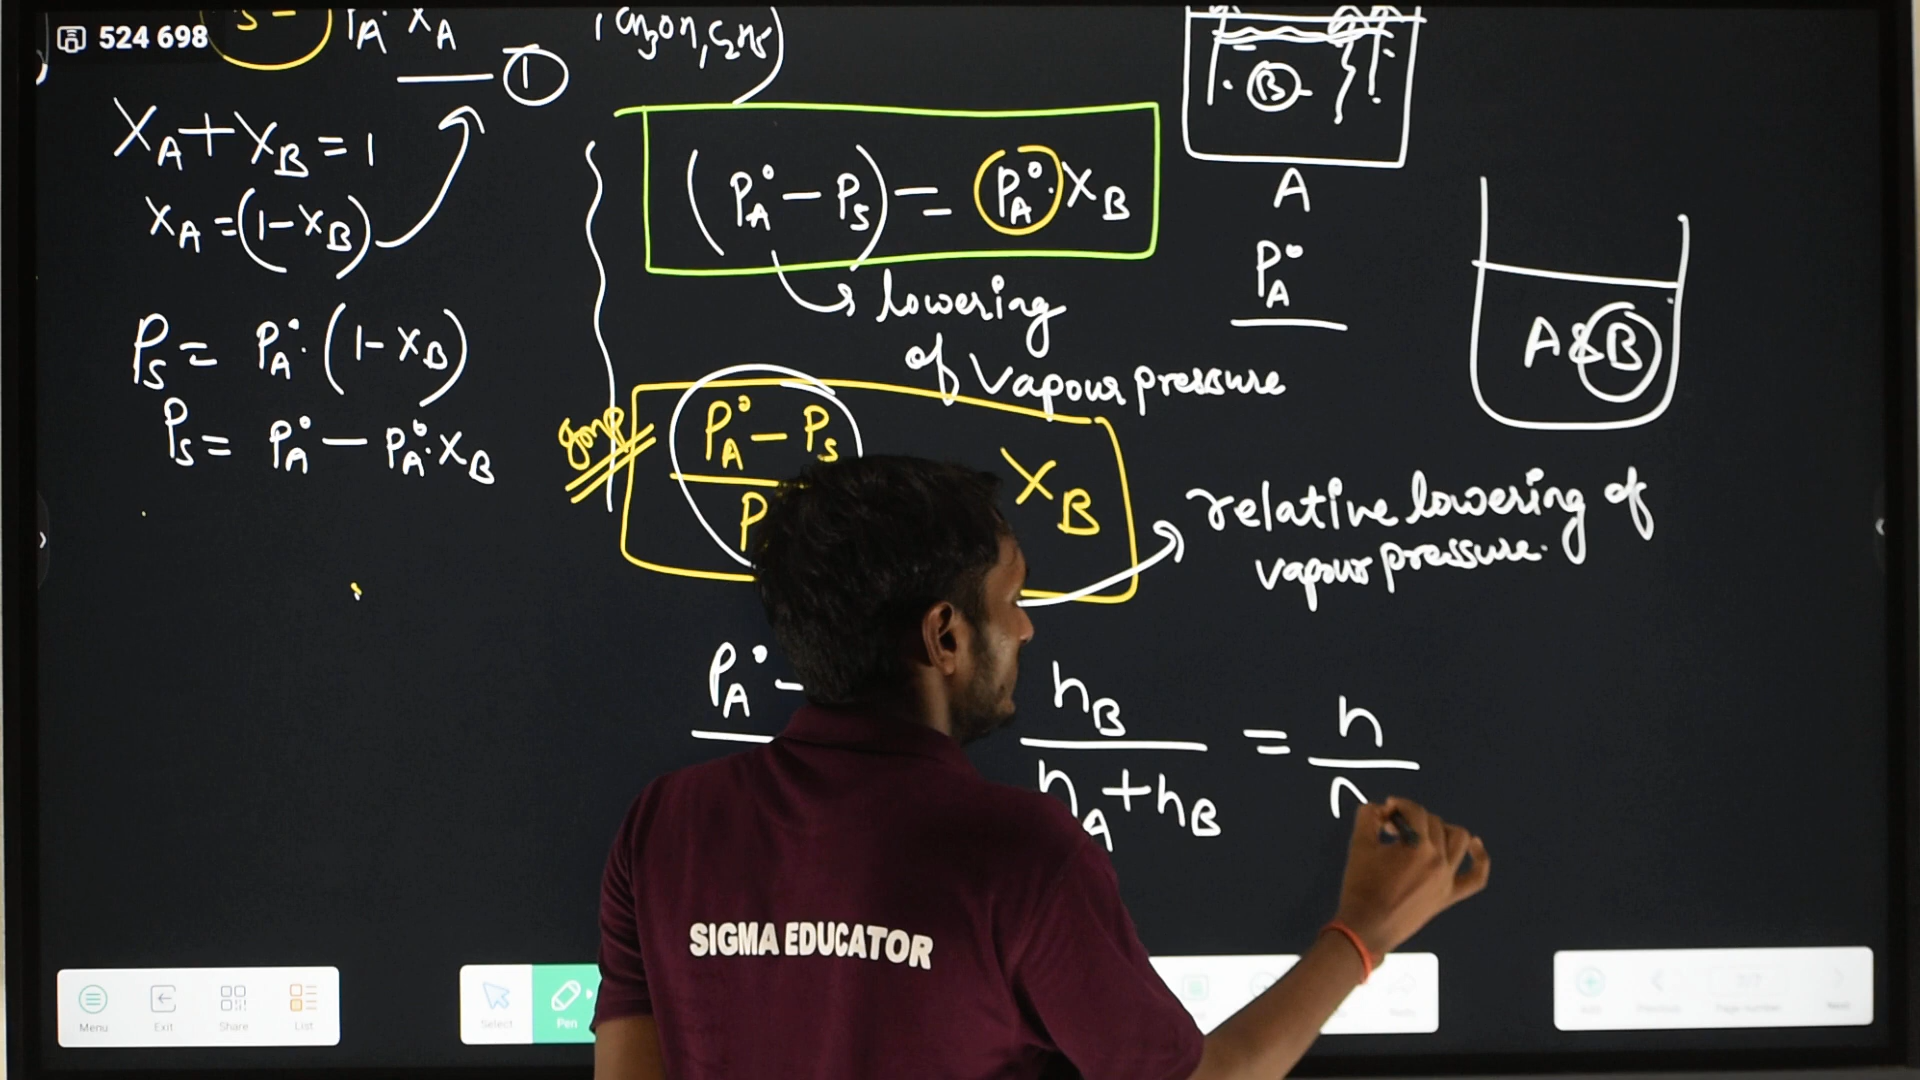 524 698
P_A° X_A
①
X_A + X_B = 1
X_A = (1 - X_B)
P_S = P_A° · (1 - X_B)
P_S = P_A° - P_A° · X_B
(P_A° - P_S) = P_A° · X_B
lowering
of Vapour pressure
P_A° - P_S
P
X_B
relative lowering of
vapour pressure.
P_A° -
n_B
n_A + n_B
=
n
n
B
A
P_A°
A & B
SIGMA EDUCATOR
Menu
Exit
Share
List
Select
Pen